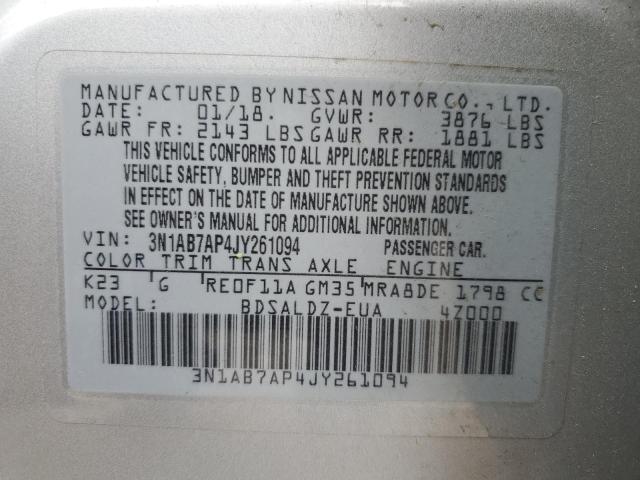 MANUFACTURED BY NISSAN MOTOR CO., LTD.
DATE: 01/18. GVWR: 3876 LBS
GAWR FR: 2143 LBS GAWR RR: 1881 LBS
THIS VEHICLE CONFORMS TO ALL APPLICABLE FEDERAL MOTOR
VEHICLE SAFETY, BUMPER AND THEFT PREVENTION STANDARDS
IN EFFECT ON THE DATE OF MANUFACTURE SHOWN ABOVE.
SEE OWNER'S MANUAL FOR ADDITIONAL INFORMATION.
VIN: 3N1AB7AP4JY261094 PASSENGER CAR.
COLOR TRIM TRANS AXLE ENGINE
K23 G RE0F11A GM35 MRA8DE 1798 CC
MODEL: BDSALDZ-EUA 4Z000
3N1AB7AP4JY261094